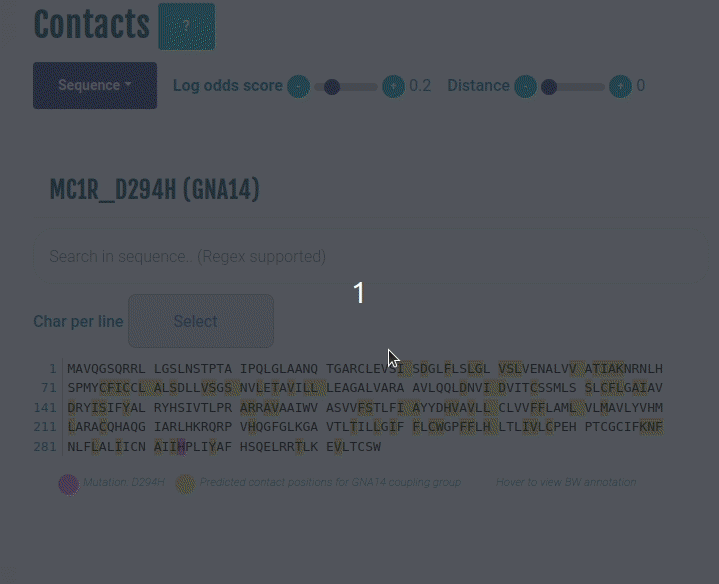 Contacts ?
Sequence Log odds score - + 0.2 Distance - + 0
MC1R_D294H (GNA14)
Search in sequence.. (Regex supported)
1
Char per line Select
1 MAVQGSQRRL LGSLNSTPTA IPQLGLAANQ TGARCLEVSI SDGLFLSLGL VSLVENALVV ATIAKNRNLH
71 SPMYCFICCL ALSDLLVSGS NVLETAVILL LEAGALVARA AVLQQLDNVI DVITCSSMLS SLCFLGAIAV
141 DRYISIFYAL RYHSIVTLPR ARRAVAAIWV ASVVFSTLFI AYYDHVAVLL CLVVFFLAML VLMAVLYVHM
211 LARACQHAQG IARLHKRQRP VHQGFGLKGA VTLTILLGIF FLCWGPFFLH LTLIVLCPEH PTCGCIFKNF
281 NLFLALIICN AIIHPLIYAF HSQELRRTLK EVLTCSW
Mutation: D294H Predicted contact positions for GNA14 coupling group Hover to view BW annotation